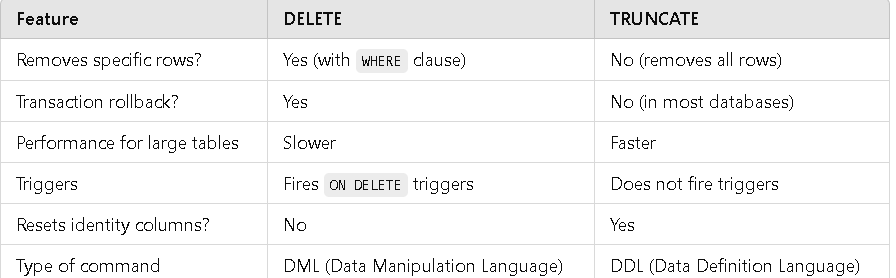 Feature DELETE TRUNCATE
Removes specific rows? Yes (with WHERE clause) No (removes all rows)
Transaction rollback? Yes No (in most databases)
Performance for large tables Slower Faster
Triggers Fires ON DELETE triggers Does not fire triggers
Resets identity columns? No Yes
Type of command DML (Data Manipulation Language) DDL (Data Definition Language)